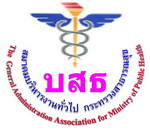 สมาคมบริหารงานทั่วไป กระทรวงสาธารณสุข
บสธ
The General Administration Association for Ministry of Public Health